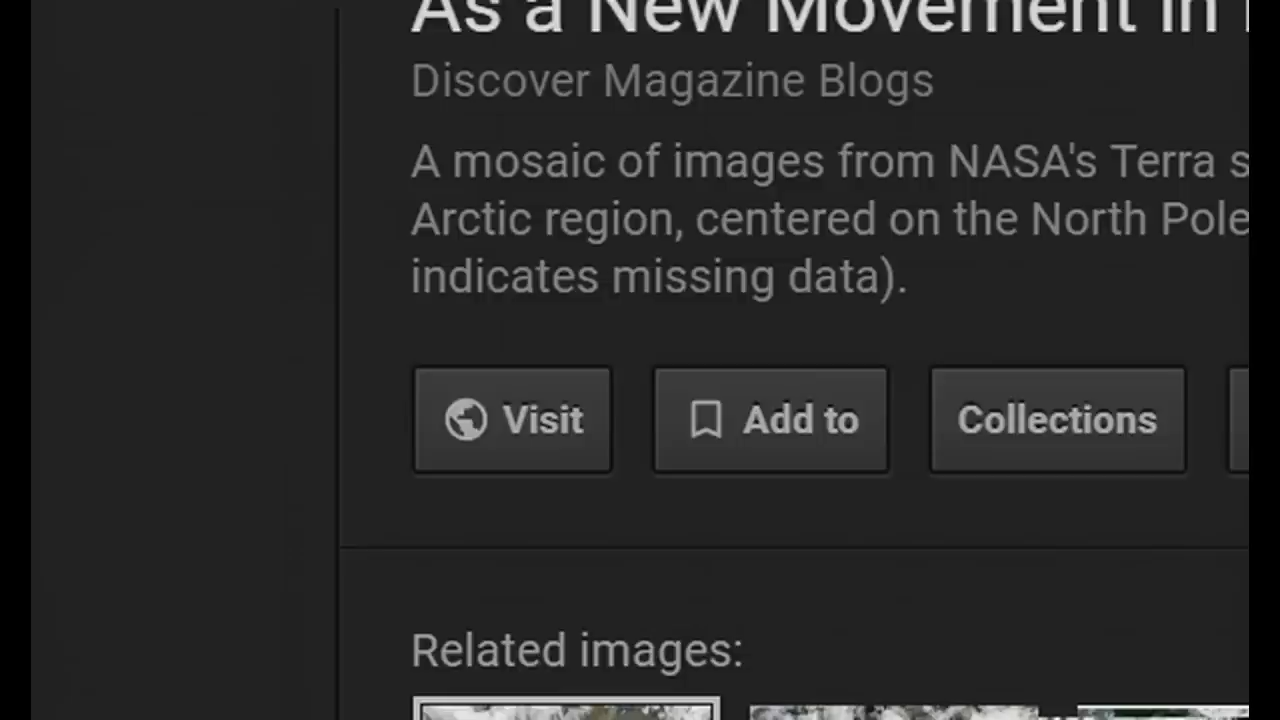 As a New Movement in
Discover Magazine Blogs
A mosaic of images from NASA's Terra s
Arctic region, centered on the North Pole
indicates missing data).
Visit
Add to
Collections
Related images: